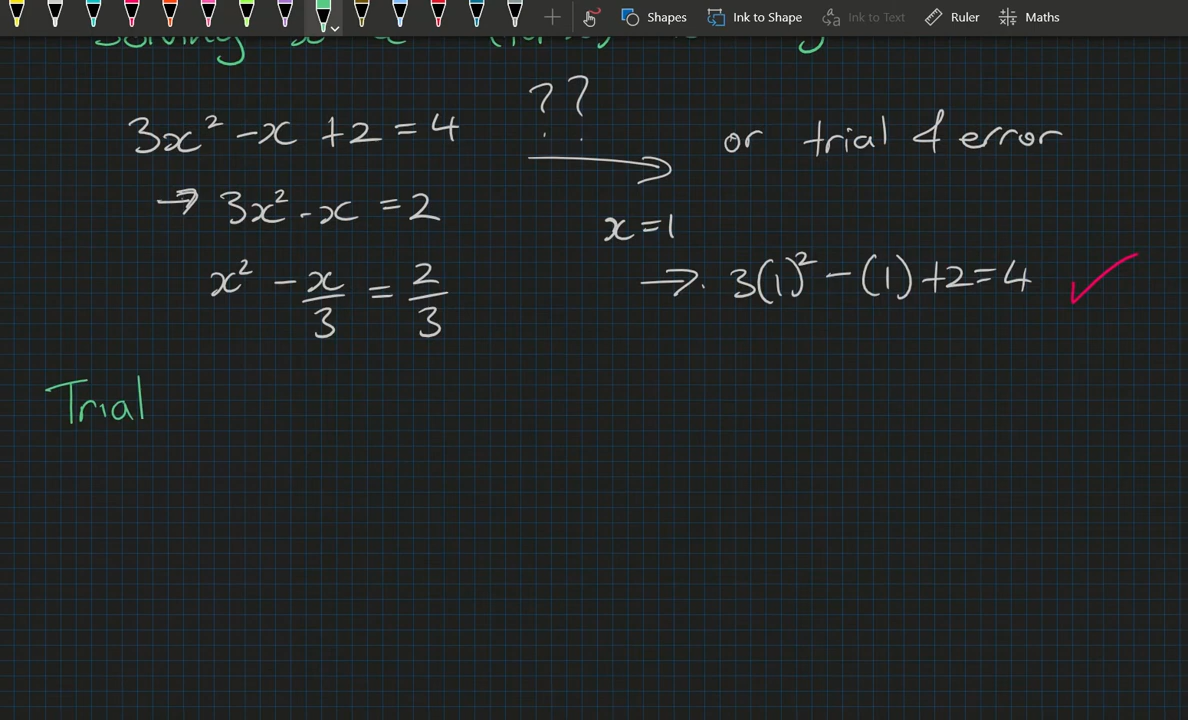 Shapes Ink to Shape Ink to Text Ruler Maths
Solving
3x² - x + 2 = 4
??
or trial & error
→ 3x² - x = 2
x = 1
x² - x/3 = 2/3
→ 3(1)² - (1) + 2 = 4 ✓
Trial